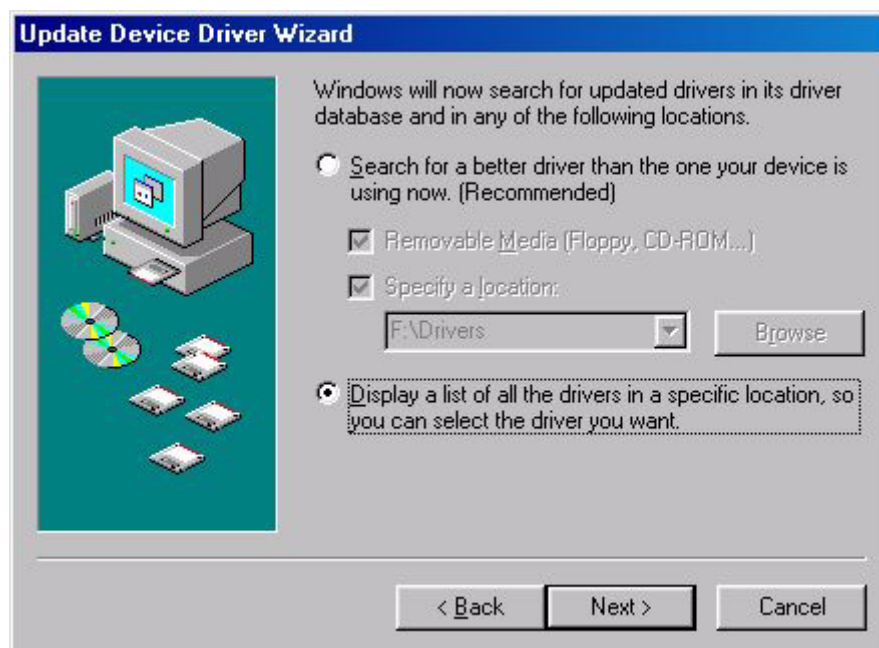 Update Device Driver Wizard
Windows will now search for updated drivers in its driver
database and in any of the following locations.
Search for a better driver than the one your device is
using now. (Recommended)
Removable Media (Floppy, CD-ROM...)
Specify a location:
F:\Drivers
Browse
Display a list of all the drivers in a specific location, so
you can select the driver you want.
< Back
Next >
Cancel